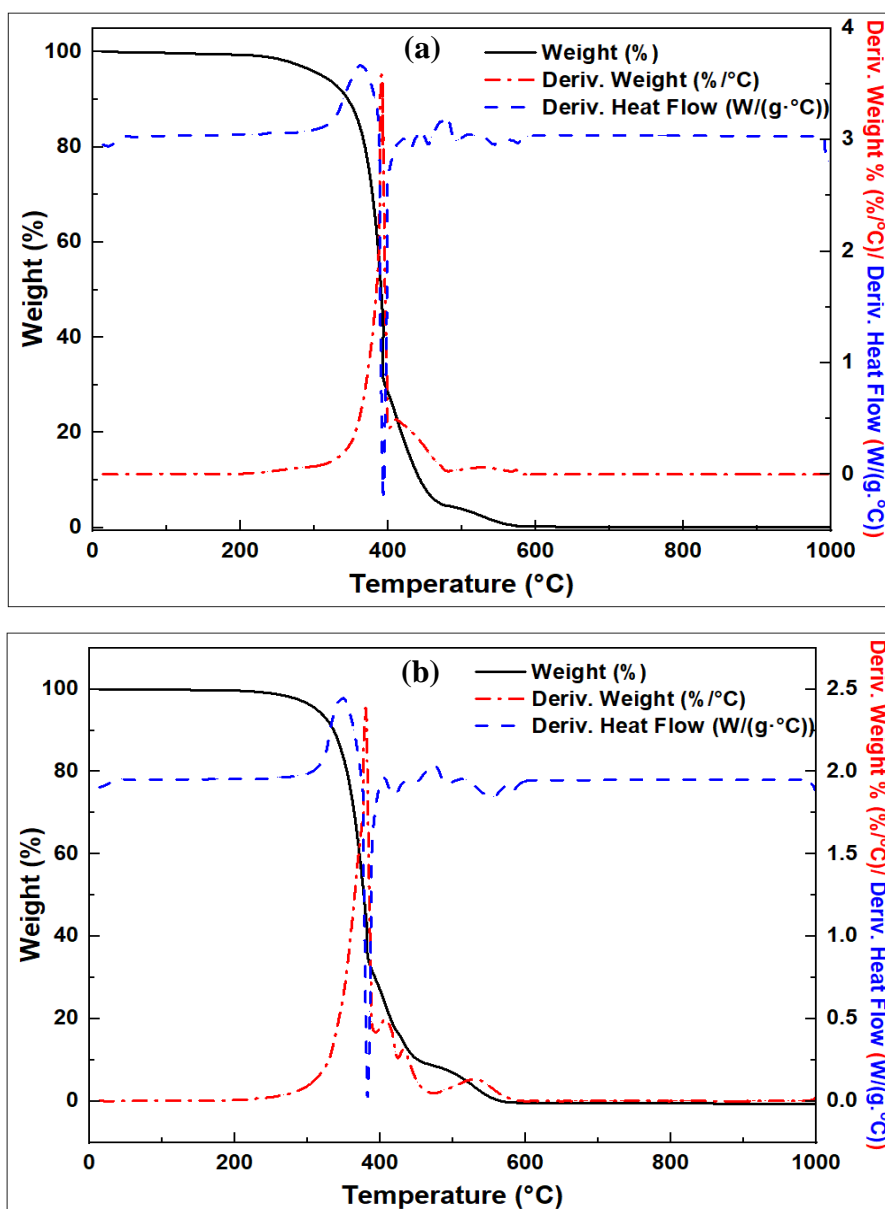 (a)
Weight (%)
Deriv. Weight (%/°C)
Deriv. Heat Flow (W/(g·°C))
100
80
60
40
20
0
Weight (%)
0
200
400
600
800
1000
Temperature (°C)
4
3
2
1
0
Deriv. Weight % (%/°C)/ Deriv. Heat Flow (W/(g.°C))
(b)
Weight (%)
Deriv. Weight (%/°C)
Deriv. Heat Flow (W/(g·°C))
100
80
60
40
20
0
Weight (%)
0
200
400
600
800
1000
Temperature (°C)
2.5
2.0
1.5
1.0
0.5
0.0
Deriv. Weight % (%/°C)/ Deriv. Heat Flow (W/(g.°C))